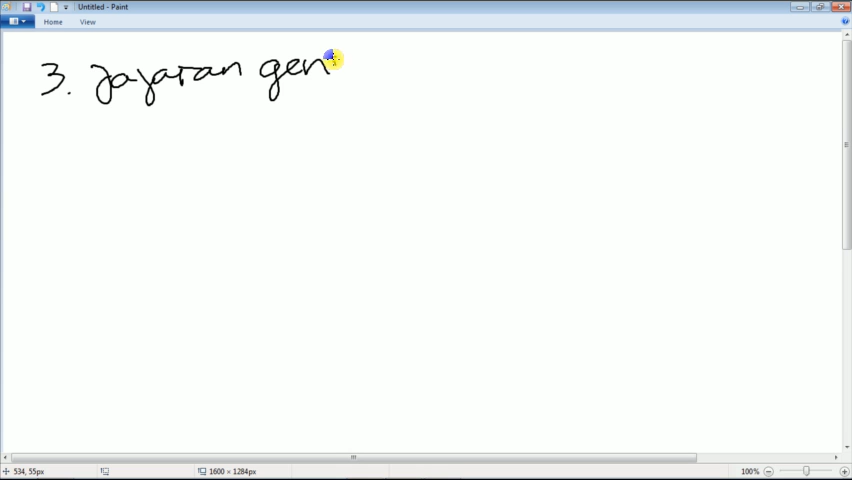 Untitled - Paint
Home View
3. Jajaran gen
534, 55px 1600 × 1284px 100%